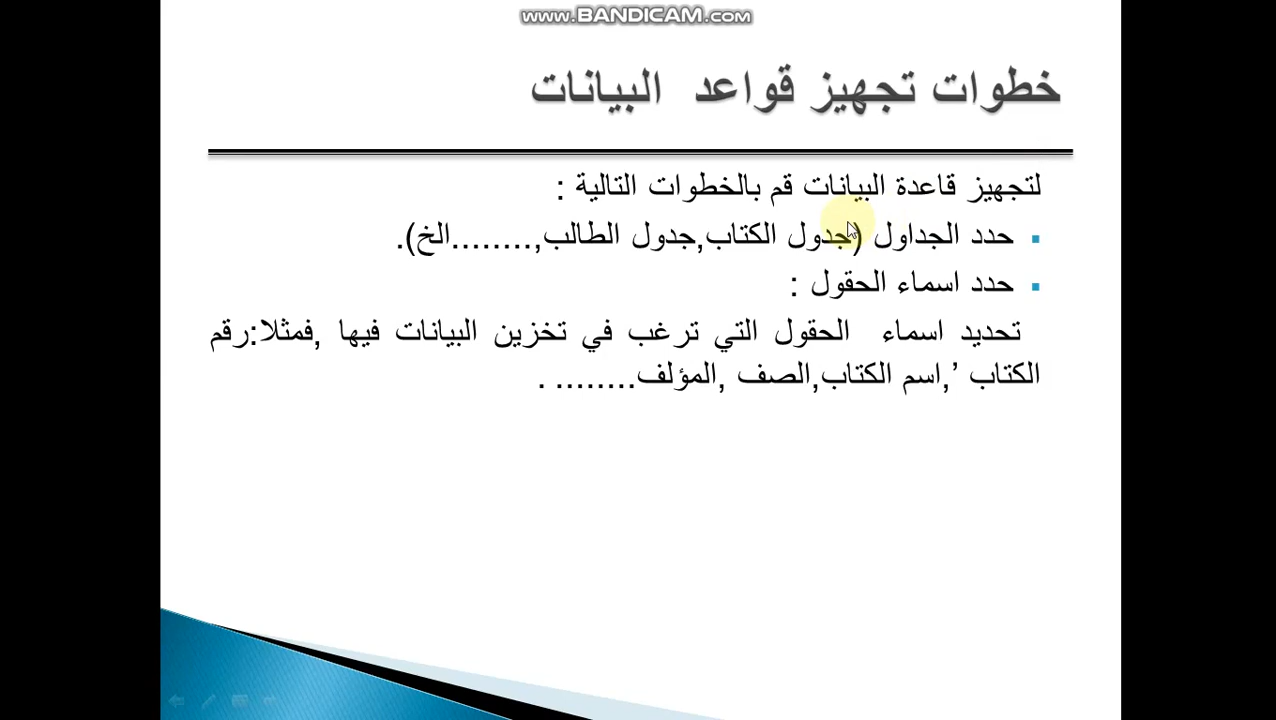 www.BANDICAM.com
خطوات تجهيز قواعد البيانات
لتجهيز قاعدة البيانات قم بالخطوات التالية :
▪ حدد الجداول (جدول الكتاب,جدول الطالب,........الخ).
▪ حدد اسماء الحقول :
تحديد اسماء الحقول التي ترغب في تخزين البيانات فيها ,فمثلا:رقم
الكتاب ’,اسم الكتاب,الصف ,المؤلف........ .